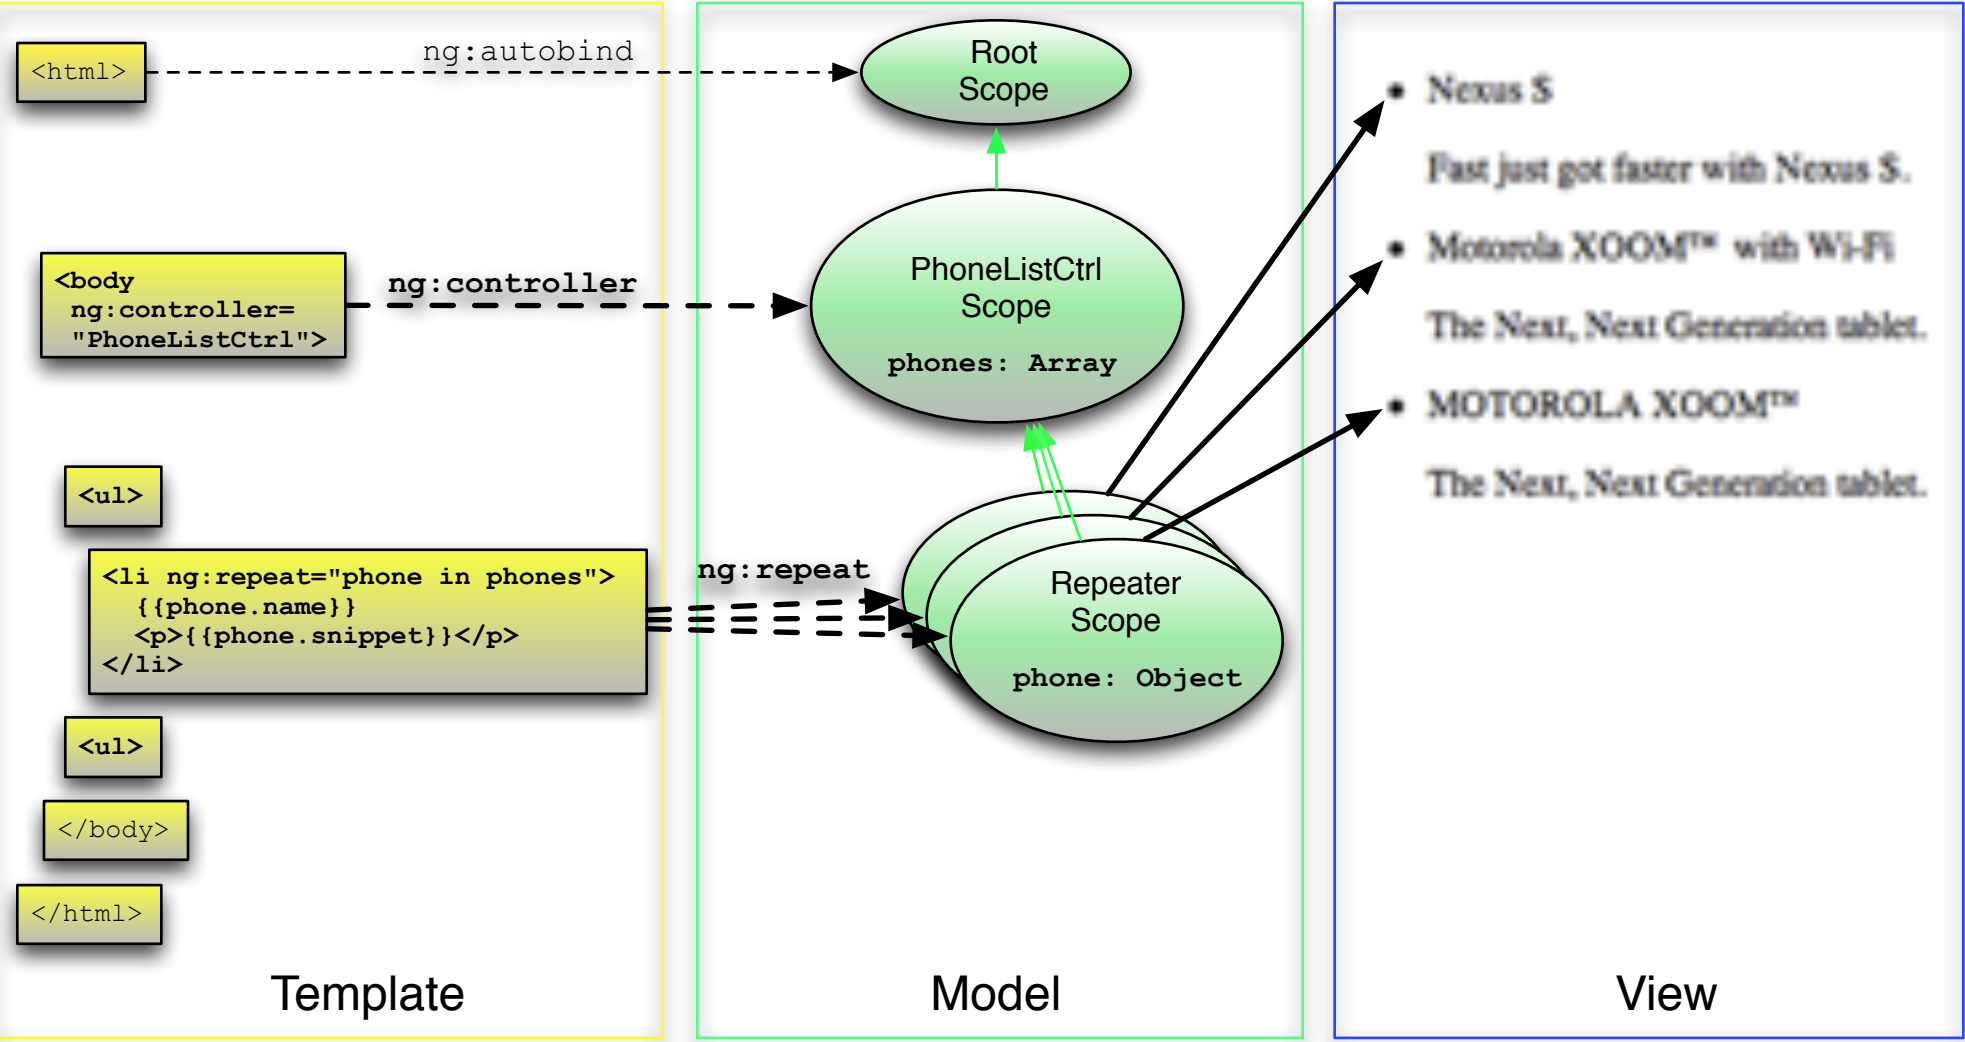 <html>
ng:autobind
Root
Scope
<body
ng:controller=
"PhoneListCtrl">
ng:controller
PhoneListCtrl
Scope
phones: Array
<ul>
<li ng:repeat="phone in phones">
{{phone.name}}
<p>{{phone.snippet}}</p>
</li>
ng:repeat
Repeater
Scope
phone: Object
<ul>
</body>
</html>
Template
Model
• Nexus S
Fast just got faster with Nexus S.
• Motorola XOOM™ with Wi-Fi
The Next, Next Generation tablet.
• MOTOROLA XOOM™
The Next, Next Generation tablet.
View